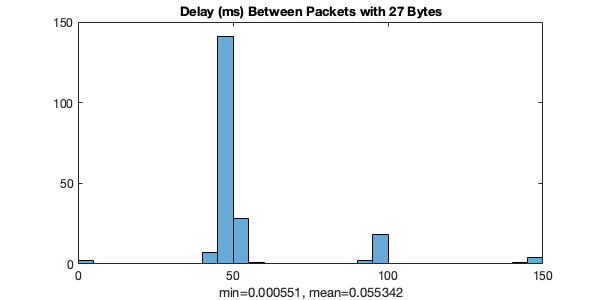 Delay (ms) Between Packets with 27 Bytes
150
100
50
0
0 50 100 150
min=0.000551, mean=0.055342